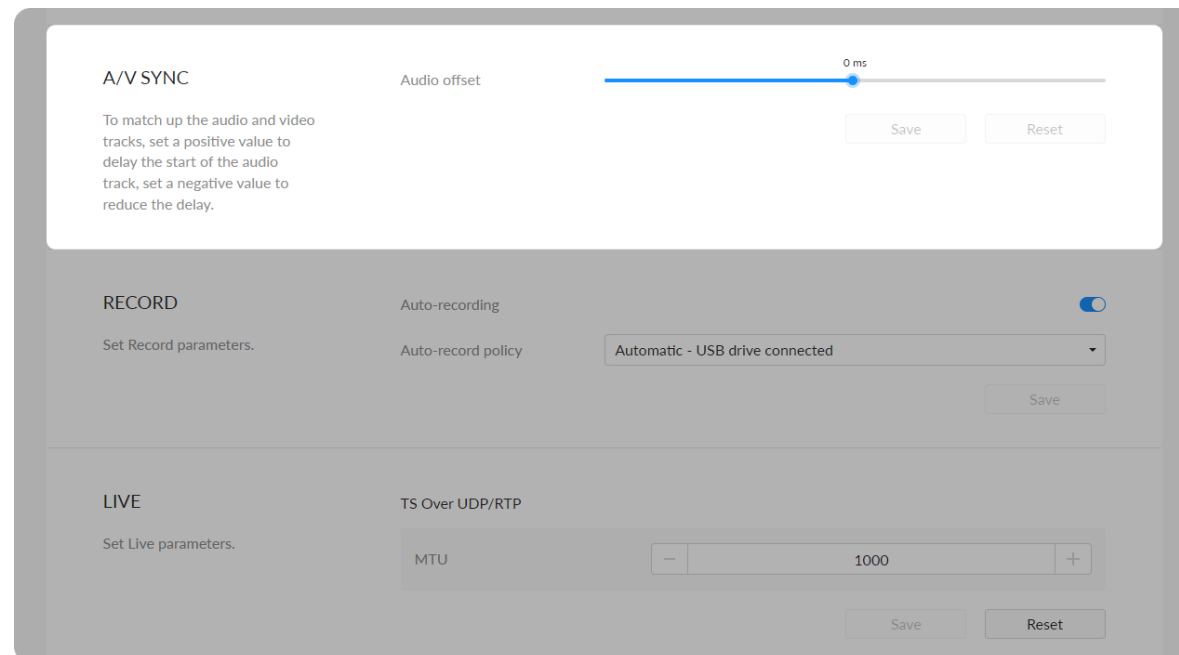 A/V SYNC
Audio offset
0 ms
To match up the audio and video
tracks, set a positive value to
delay the start of the audio
track, set a negative value to
reduce the delay.
Save
Reset
RECORD
Auto-recording
Set Record parameters.
Auto-record policy
Automatic - USB drive connected
Save
LIVE
TS Over UDP/RTP
Set Live parameters.
MTU
1000
Save
Reset